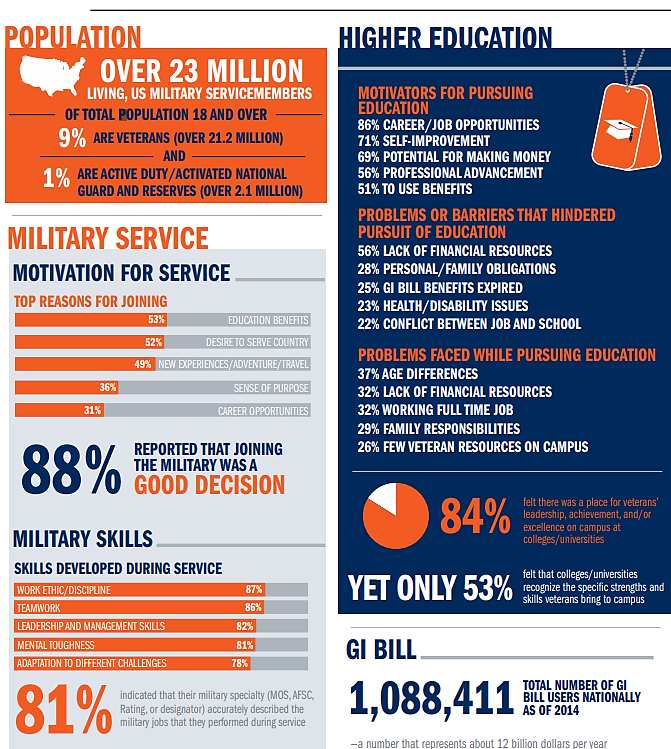 POPULATION
OVER 23 MILLION
LIVING, US MILITARY SERVICEMEMBERS
OF TOTAL POPULATION 18 AND OVER
9% ARE VETERANS (OVER 21.2 MILLION)
AND
1% ARE ACTIVE DUTY/ACTIVATED NATIONAL
GUARD AND RESERVES (OVER 2.1 MILLION)
MILITARY SERVICE
MOTIVATION FOR SERVICE
TOP REASONS FOR JOINING
53% EDUCATION BENEFITS
52% DESIRE TO SERVE COUNTRY
49% NEW EXPERIENCES/ADVENTURE/TRAVEL
36% SENSE OF PURPOSE
31% CAREER OPPORTUNITIES
88% REPORTED THAT JOINING
THE MILITARY WAS A
GOOD DECISION
MILITARY SKILLS
SKILLS DEVELOPED DURING SERVICE
WORK ETHIC/DISCIPLINE 87%
TEAMWORK 86%
LEADERSHIP AND MANAGEMENT SKILLS 82%
MENTAL TOUGHNESS 81%
ADAPTATION TO DIFFERENT CHALLENGES 78%
81% indicated that their military specialty (MOS, AFSC,
Rating, or designator) accurately described the
military jobs that they performed during service
HIGHER EDUCATION
MOTIVATORS FOR PURSUING
EDUCATION
86% CAREER/JOB OPPORTUNITIES
71% SELF-IMPROVEMENT
69% POTENTIAL FOR MAKING MONEY
56% PROFESSIONAL ADVANCEMENT
51% TO USE BENEFITS
PROBLEMS OR BARRIERS THAT HINDERED
PURSUIT OF EDUCATION
56% LACK OF FINANCIAL RESOURCES
28% PERSONAL/FAMILY OBLIGATIONS
25% GI BILL BENEFITS EXPIRED
23% HEALTH/DISABILITY ISSUES
22% CONFLICT BETWEEN JOB AND SCHOOL
PROBLEMS FACED WHILE PURSUING EDUCATION
37% AGE DIFFERENCES
32% LACK OF FINANCIAL RESOURCES
32% WORKING FULL TIME JOB
29% FAMILY RESPONSIBILITIES
26% FEW VETERAN RESOURCES ON CAMPUS
84% felt there was a place for veterans'
leadership, achievement, and/or
excellence on campus at
colleges/universities
YET ONLY 53% felt that colleges/universities
recognize the specific strengths and
skills veterans bring to campus
GI BILL
1,088,411 TOTAL NUMBER OF GI
BILL USERS NATIONALLY
AS OF 2014
—a number that represents about 12 billion dollars per year